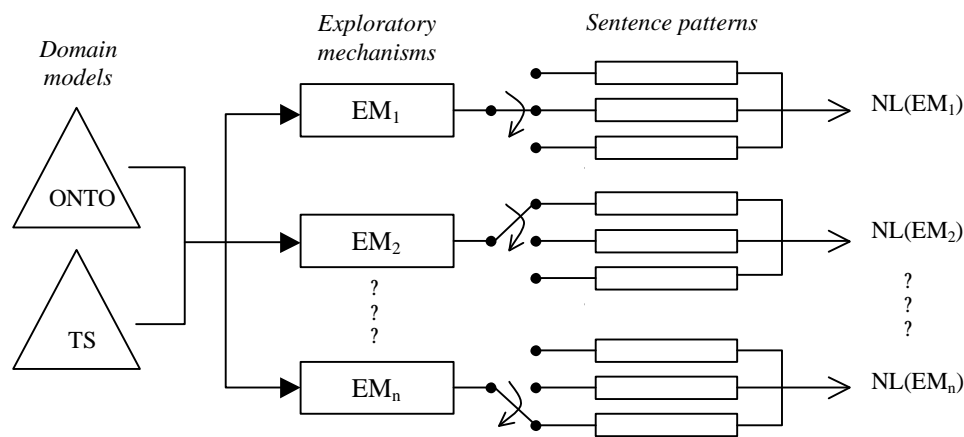 Domain
models
Exploratory
mechanisms
Sentence patterns
ONTO
TS
EM₁
NL(EM₁)
EM₂
NL(EM₂)
?
?
?
?
?
?
EMₙ
NL(EMₙ)